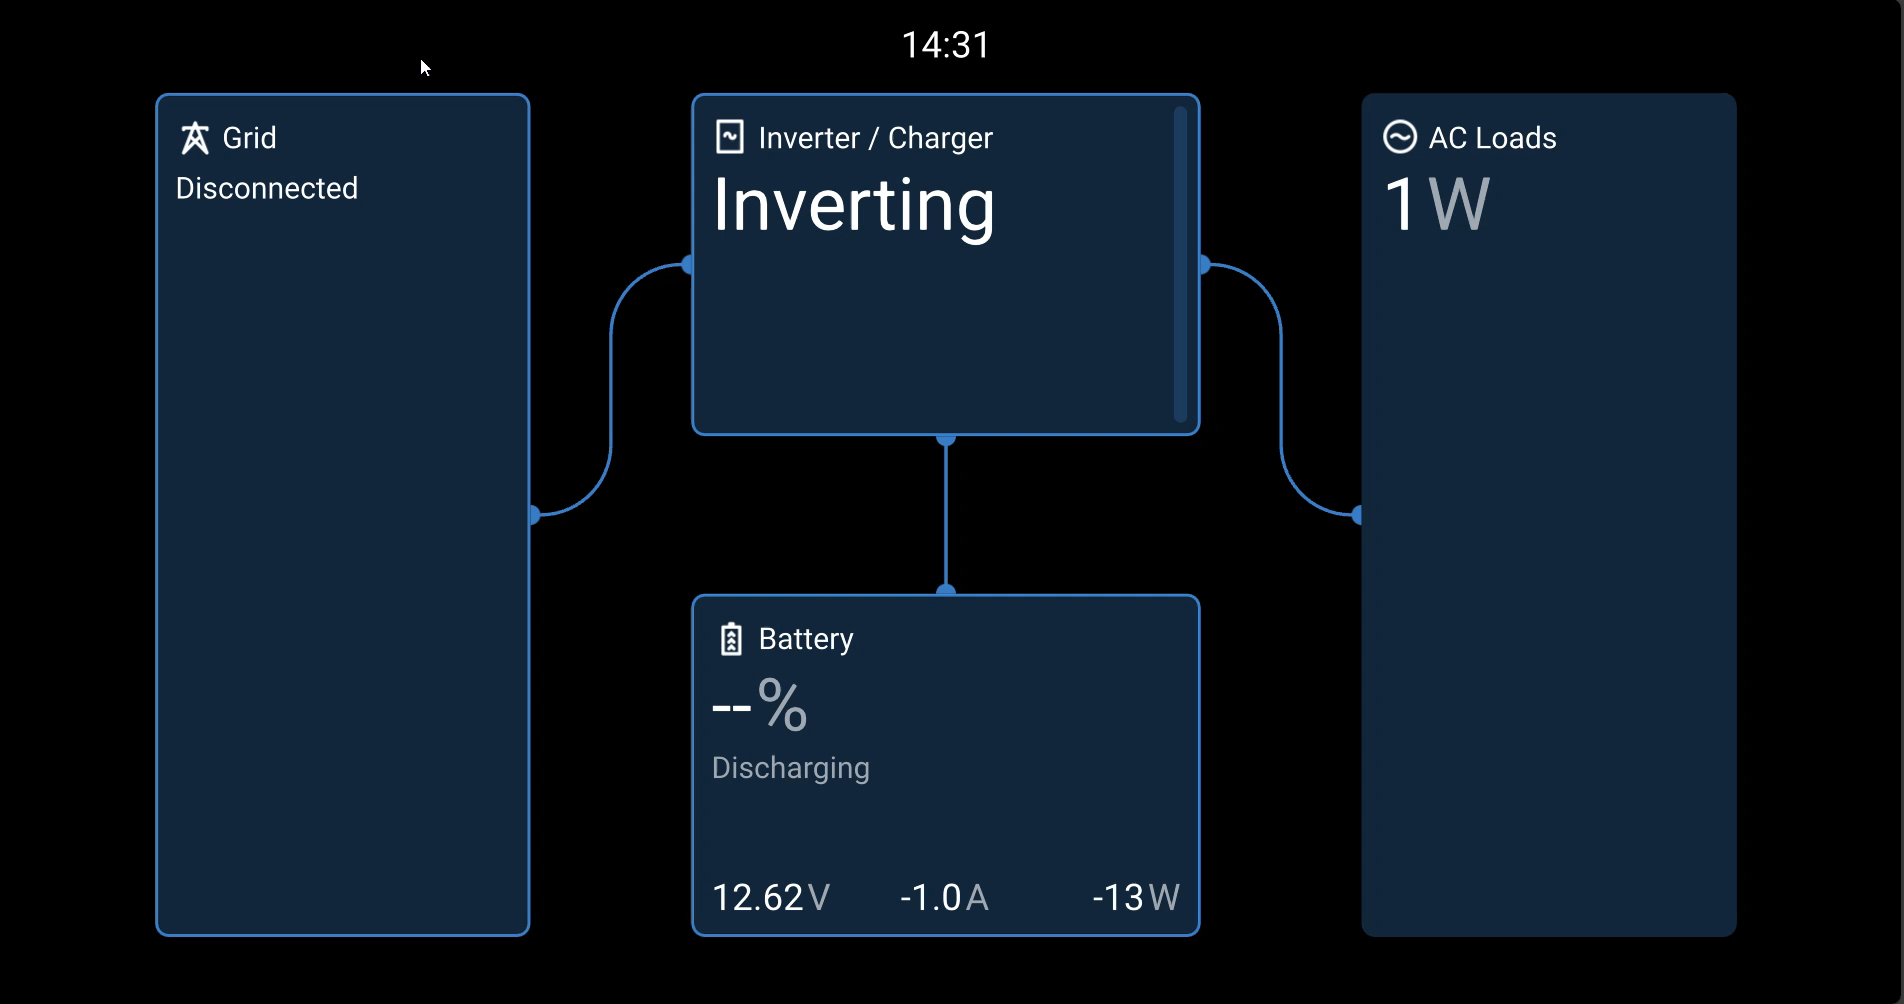 14:31
Grid
Disconnected
Inverter / Charger
Inverting
AC Loads
1W
Battery
--%
Discharging
12.62V -1.0A -13W